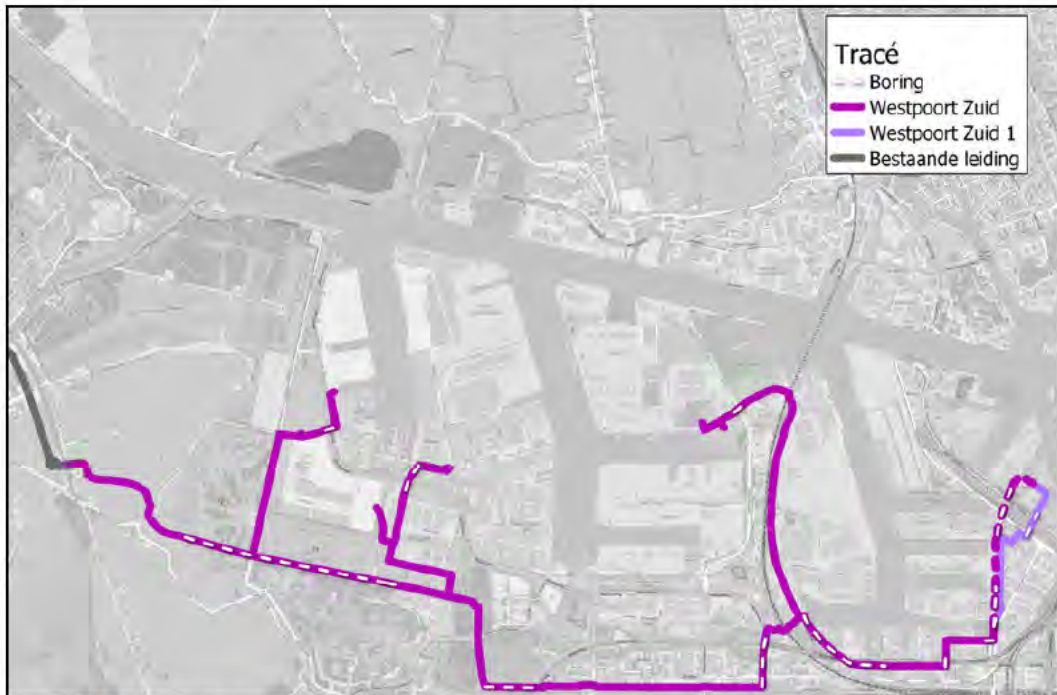 Tracé
Boring
Westpoort Zuid
Westpoort Zuid 1
Bestaande leiding